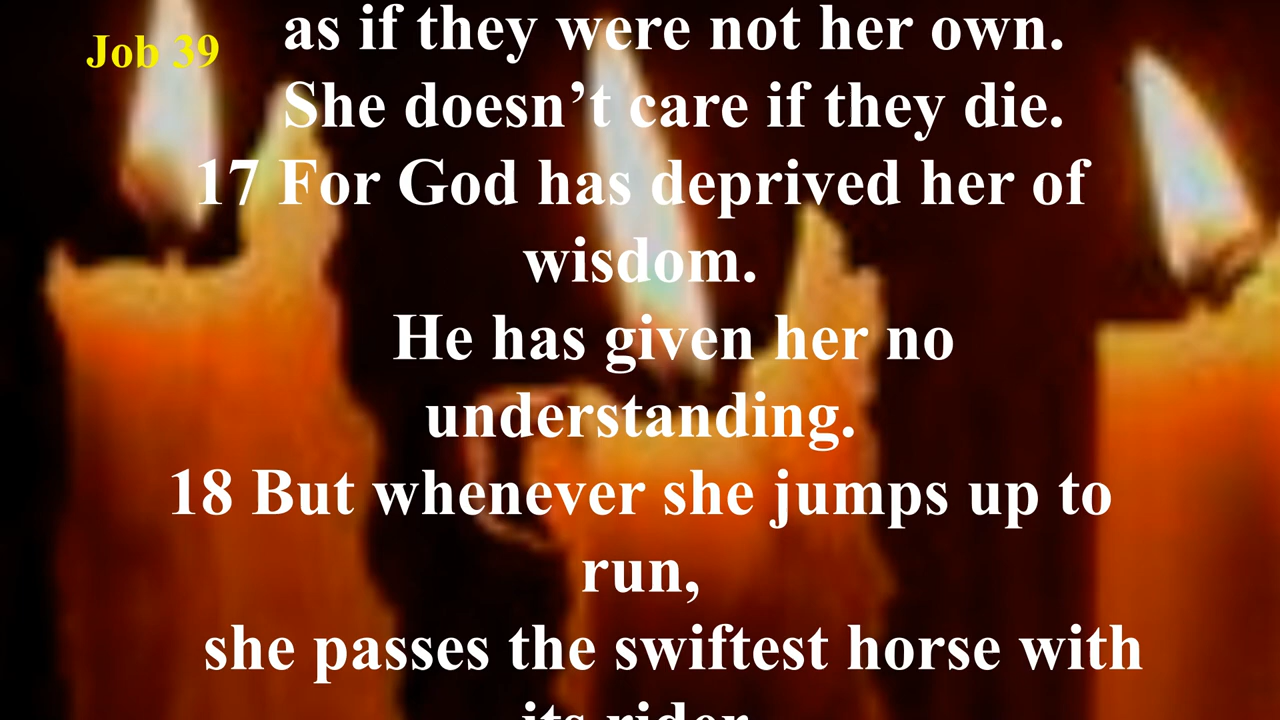 as if they were not her own.
Job 39
She doesn’t care if they die.
17 For God has deprived her of
wisdom.
He has given her no
understanding.
18 But whenever she jumps up to
run,
she passes the swiftest horse with
its rider.